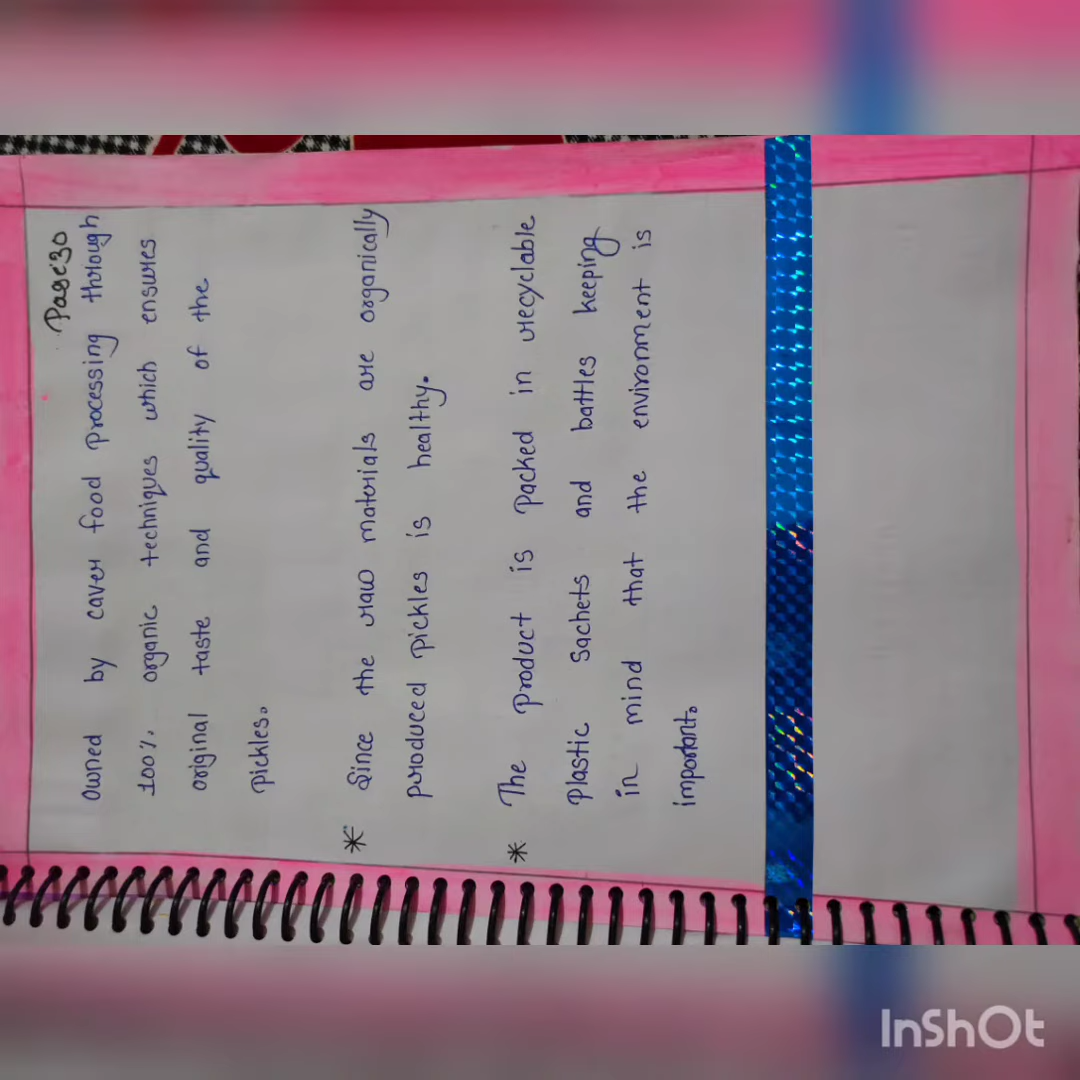 Page:30
Owned by caver food processing through
100%. organic techniques which ensures
original taste and quality of the
pickles.
* Since the raw materials are organically
produced pickles is healthy.
* The product is packed in recyclable
plastic sachets and battles keeping
in mind that the environment is
important.
InShOt